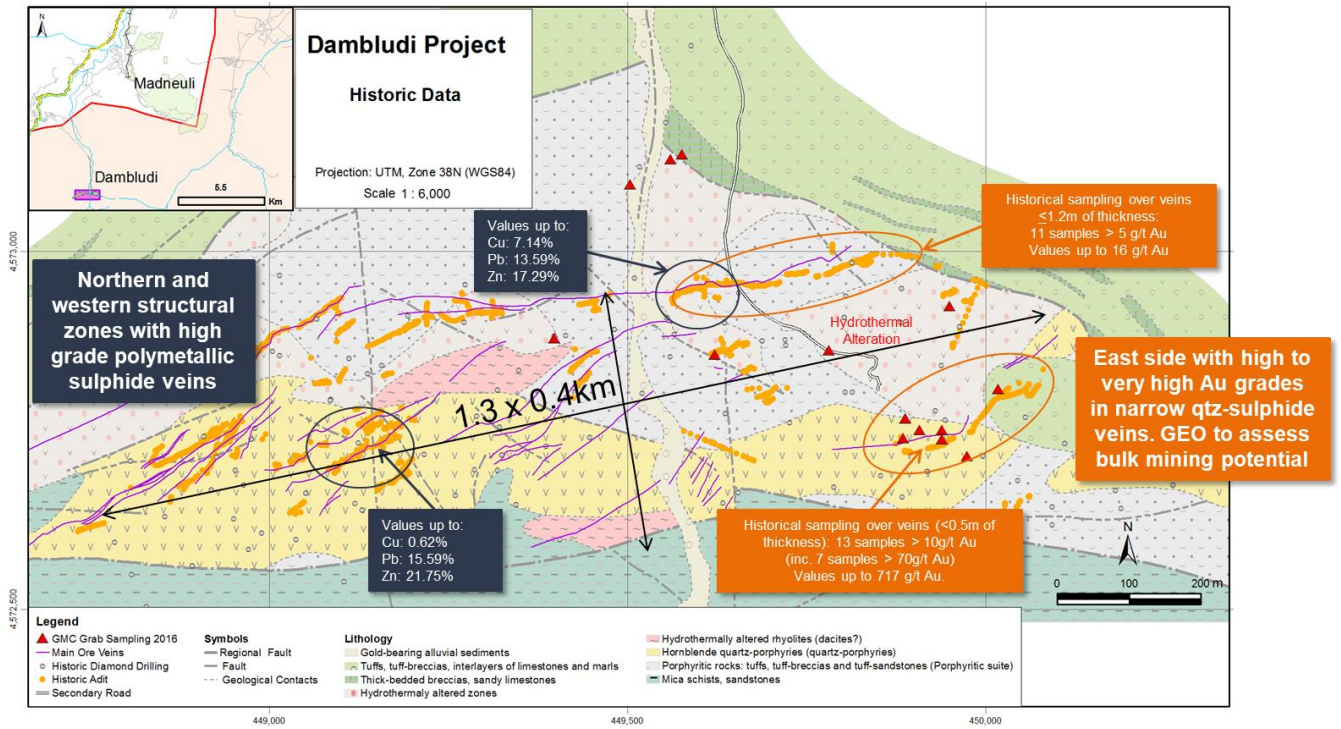 N
Madneuli
Dambludi
5.5
Km
Dambludi Project
Historic Data
Projection: UTM, Zone 38N (WGS84)
Scale 1 : 6,000
4,573,000
4,572,500
Northern and
western structural
zones with high
grade polymetallic
sulphide veins
Values up to:
Cu: 7.14%
Pb: 13.59%
Zn: 17.29%
Historical sampling over veins
≤1.2m of thickness:
11 samples > 5 g/t Au
Values up to 16 g/t Au
Hydrothermal
Alteration
1.3 x 0.4km
East side with high to
very high Au grades
in narrow qtz-sulphide
veins. GEO to assess
bulk mining potential
Values up to:
Cu: 0.62%
Pb: 15.59%
Zn: 21.75%
Historical sampling over veins (<0.5m of
thickness): 13 samples > 10g/t Au
(inc. 7 samples > 70g/t Au)
Values up to 717 g/t Au.
N
0 100 200 m
Legend
GMC Grab Sampling 2016
Main Ore Veins
Historic Diamond Drilling
Historic Adit
Secondary Road
Symbols
Regional Fault
Fault
Geological Contacts
Lithology
Gold-bearing alluvial sediments
Tuffs, tuff-breccias, interlayers of limestones and marls
Thick-bedded breccias, sandy limestones
Hydrothermaly altered zones
Hydrothermally altered rhyolites (dacites?)
Hornblende quartz-porphyries (quartz-porphyries)
Porphyritic rocks: tuffs, tuff-breccias and tuff-sandstones (Porphyritic suite)
Mica schists, sandstones
449,000
449,500
450,000